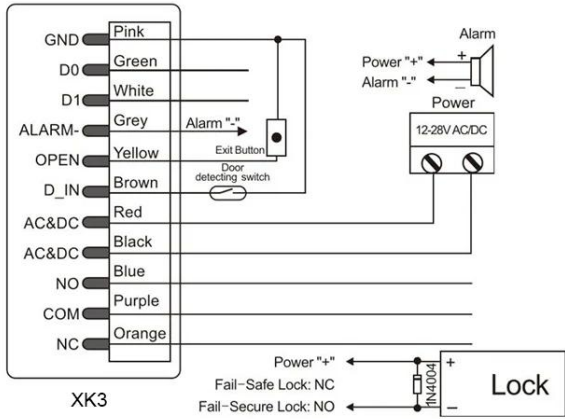 GND Pink
D0 Green
D1 White
ALARM- Grey Alarm "-"
OPEN Yellow Exit Button
D_IN Brown Door
detecting switch
AC&DC Red
AC&DC Black
NO Blue
COM Purple
NC Orange
XK3
Alarm
Power "+" +
Alarm "-" –
Power
12-28V AC/DC
Power "+" +
Fail-Safe Lock: NC
Fail-Secure Lock: NO –
1N4004
Lock